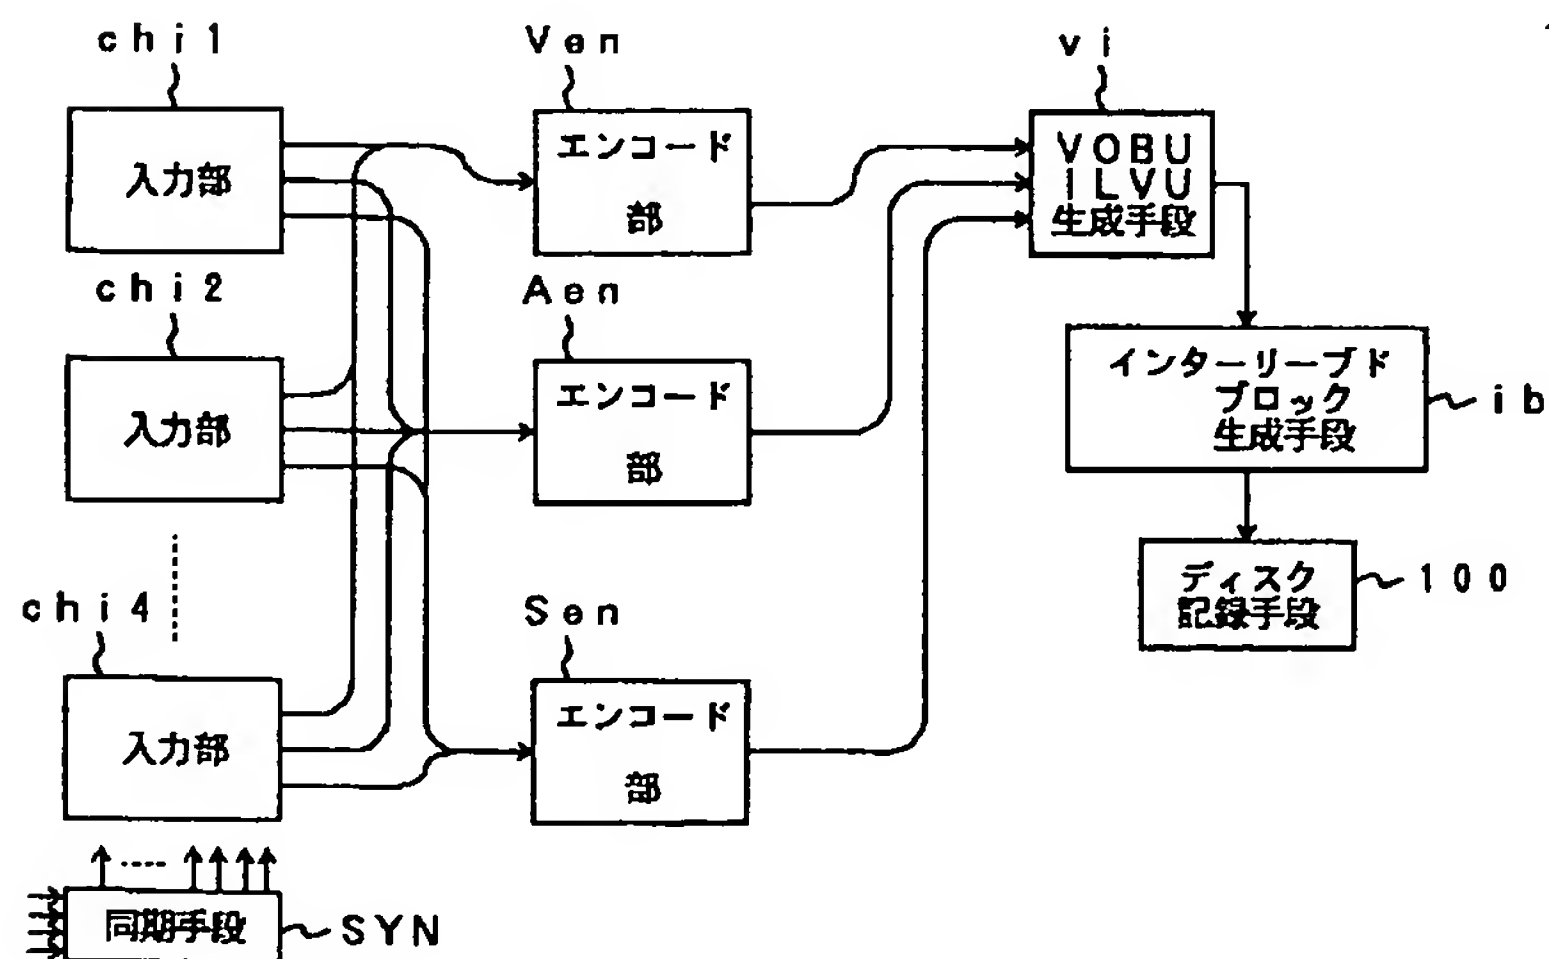 chi1
Ven
vi
入力部
エンコード
部
VOBU
ILVU
生成手段
chi2
Aen
入力部
エンコード
部
インターリーブド
ブロック
生成手段
ib
ディスク
記録手段
100
chi4
Sen
入力部
エンコード
部
同期手段
SYN